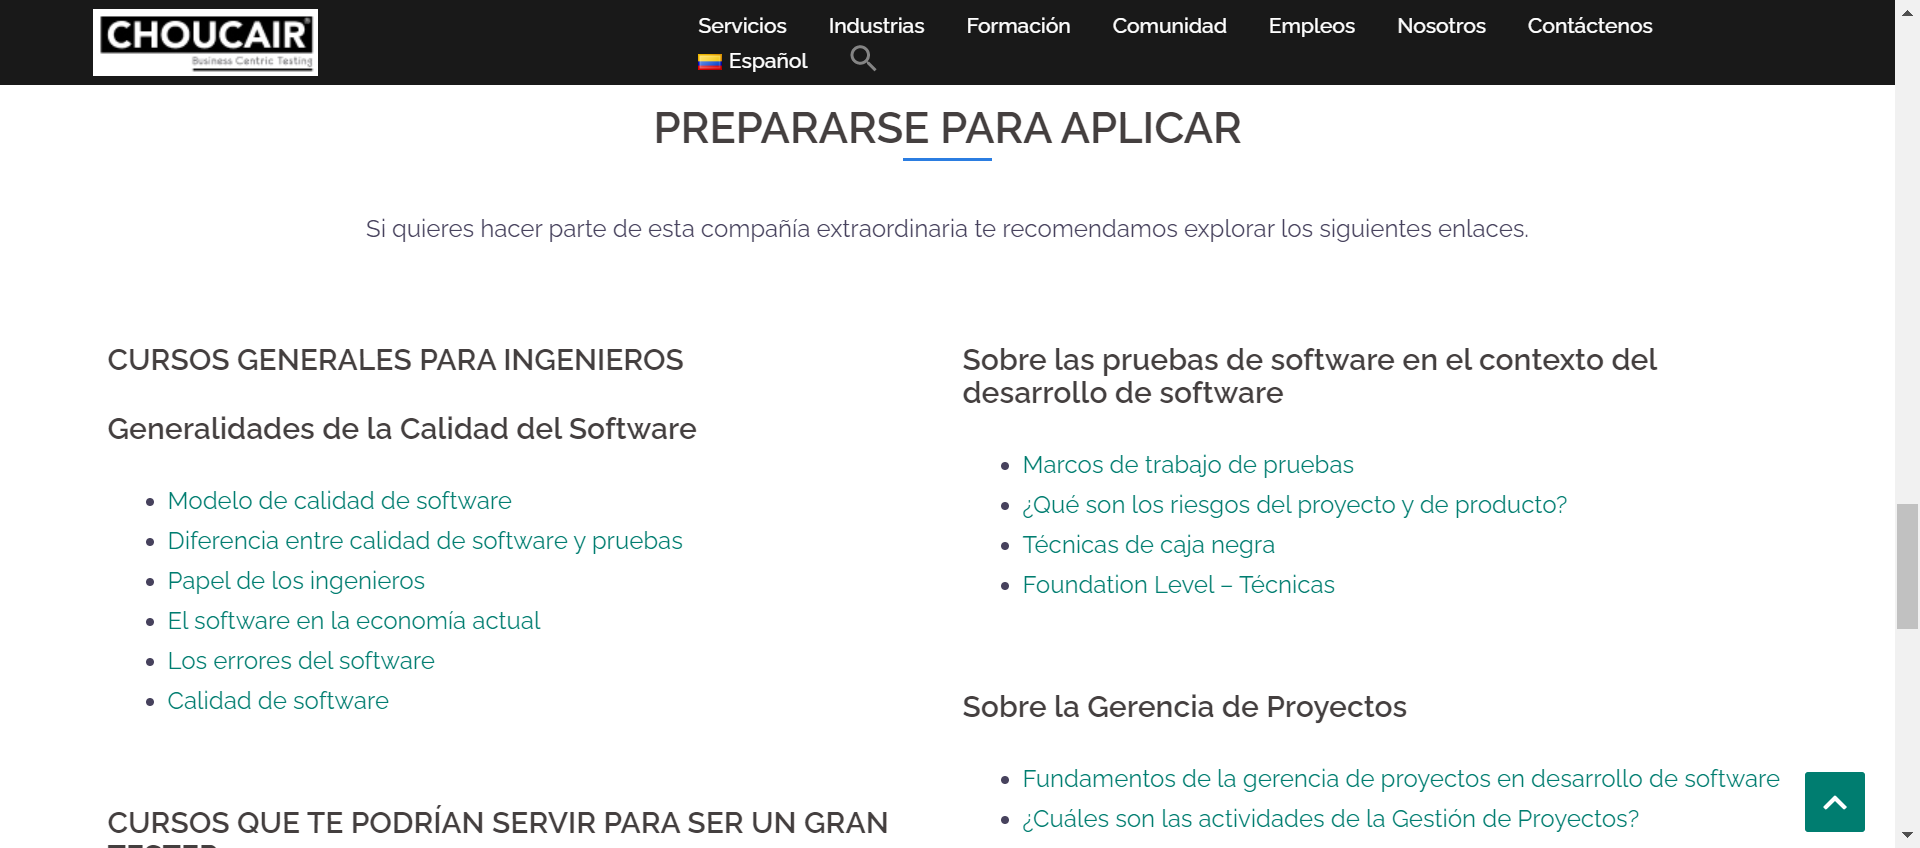 CHOUCAIR
Business Centric Testing
Servicios Industrias Formación Comunidad Empleos Nosotros Contáctenos
Español
PREPARARSE PARA APLICAR
Si quieres hacer parte de esta compañía extraordinaria te recomendamos explorar los siguientes enlaces.
CURSOS GENERALES PARA INGENIEROS
Generalidades de la Calidad del Software
• Modelo de calidad de software
• Diferencia entre calidad de software y pruebas
• Papel de los ingenieros
• El software en la economía actual
• Los errores del software
• Calidad de software
CURSOS QUE TE PODRÍAN SERVIR PARA SER UN GRAN
TESTER
Sobre las pruebas de software en el contexto del
desarrollo de software
• Marcos de trabajo de pruebas
• ¿Qué son los riesgos del proyecto y de producto?
• Técnicas de caja negra
• Foundation Level – Técnicas
Sobre la Gerencia de Proyectos
• Fundamentos de la gerencia de proyectos en desarrollo de software
• ¿Cuáles son las actividades de la Gestión de Proyectos?